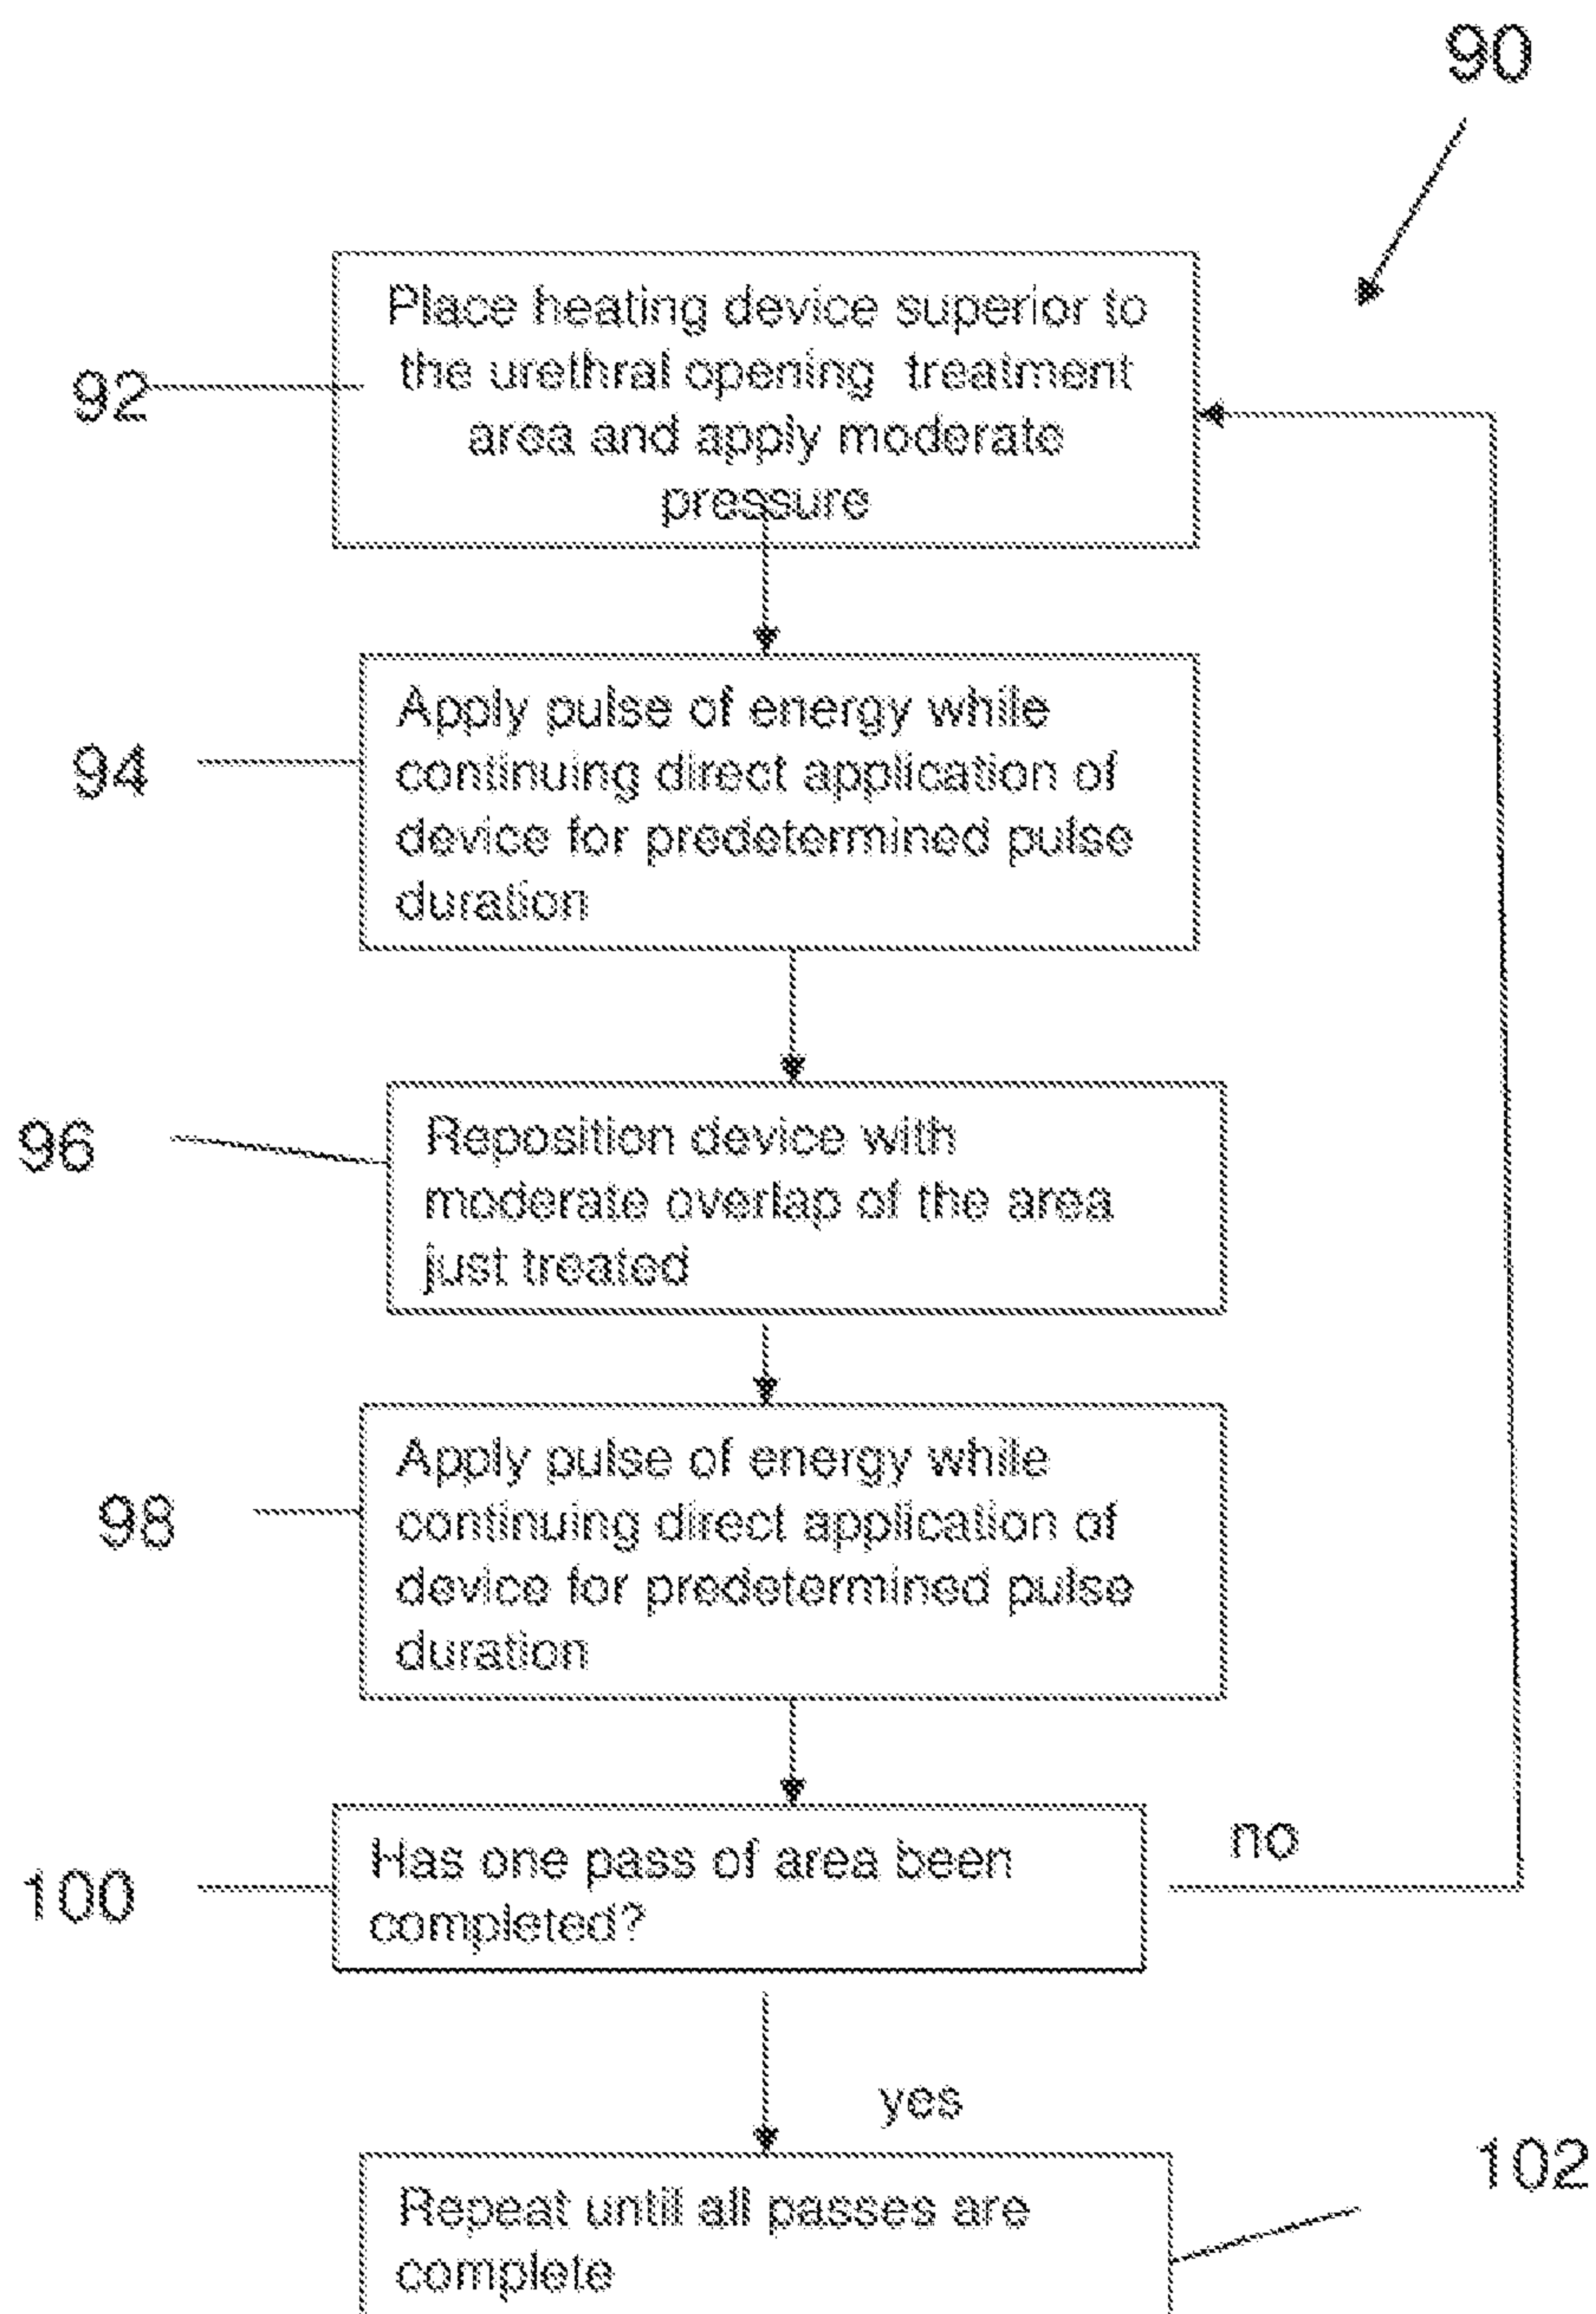 90
Place heating device superior to
92
the urethral opening treatment
area and apply moderate
pressure
94
Apply pulse of energy while
continuing direct application of
device for predetermined pulse
duration
96
Reposition device with
moderate overlap of the area
just treated
98
Apply pulse of energy while
continuing direct application of
device for predetermined pulse
duration
no
100
Has one pass of area been
completed?
yes
102
Repeat until all passes are
complete